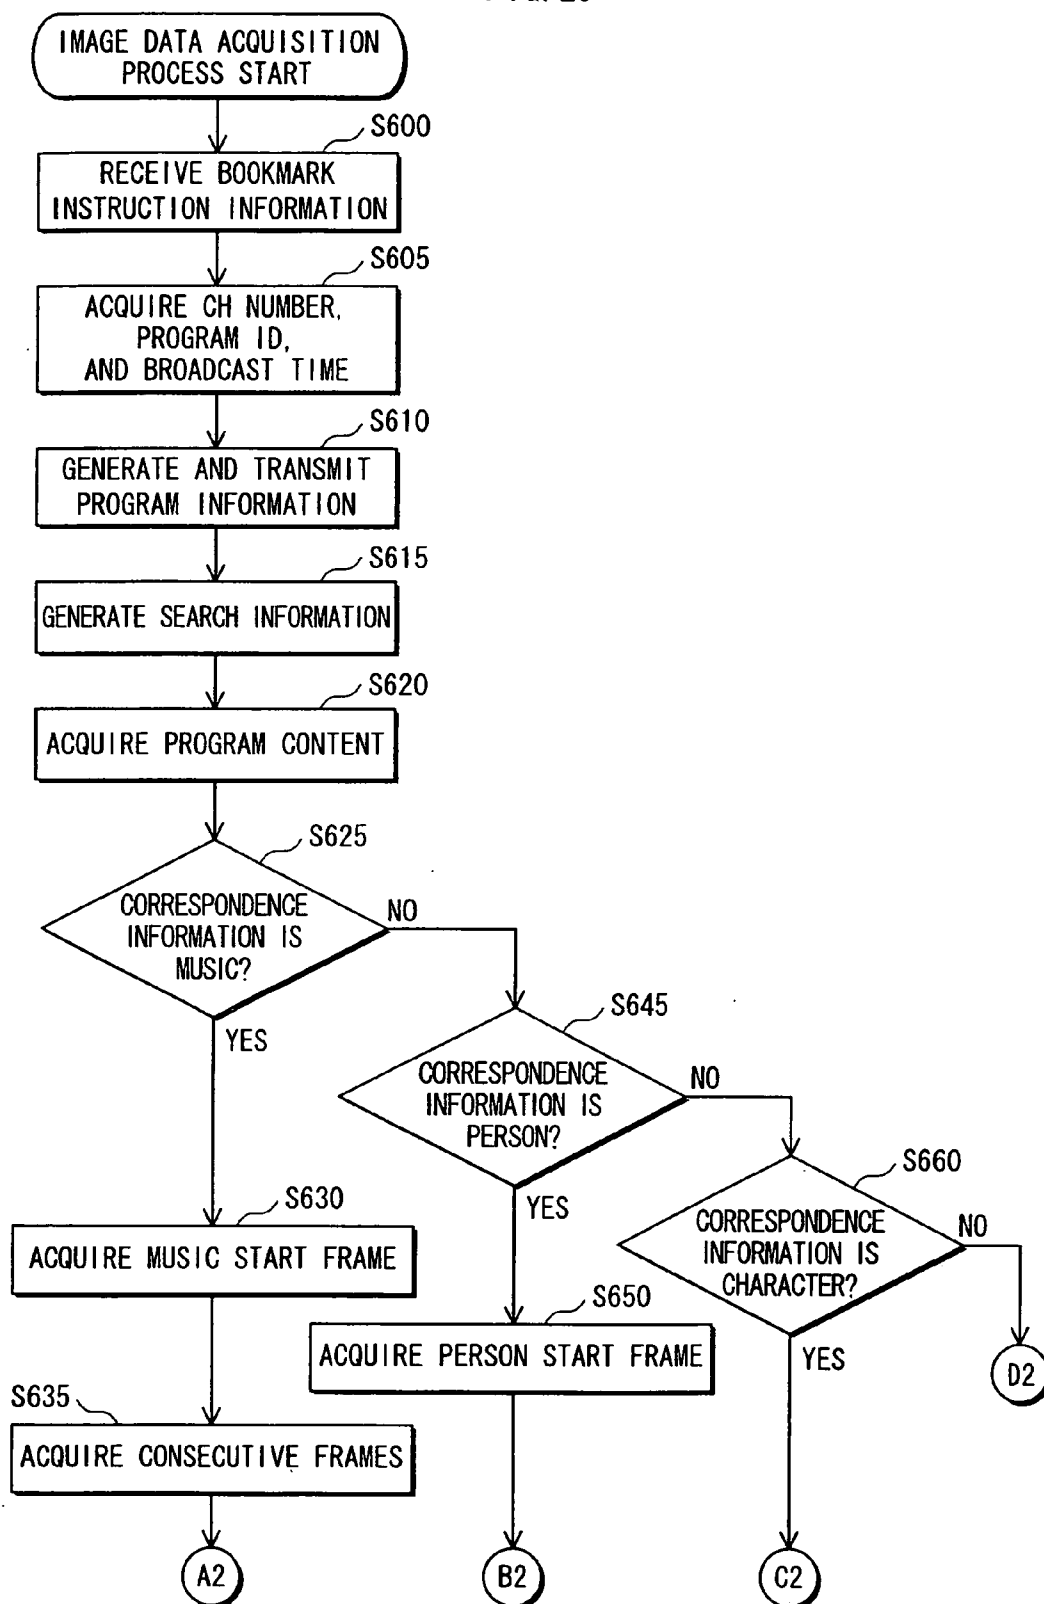 IMAGE DATA ACQUISITION
PROCESS START
S600
RECEIVE BOOKMARK
INSTRUCTION INFORMATION
S605
ACQUIRE CH NUMBER,
PROGRAM ID,
AND BROADCAST TIME
S610
GENERATE AND TRANSMIT
PROGRAM INFORMATION
S615
GENERATE SEARCH INFORMATION
S620
ACQUIRE PROGRAM CONTENT
S625
CORRESPONDENCE
INFORMATION IS
MUSIC?
NO
YES
S645
CORRESPONDENCE
INFORMATION IS
PERSON?
NO
YES
S660
CORRESPONDENCE
INFORMATION IS
CHARACTER?
NO
YES
S630
ACQUIRE MUSIC START FRAME
S650
ACQUIRE PERSON START FRAME
D2
S635
ACQUIRE CONSECUTIVE FRAMES
A2
B2
C2